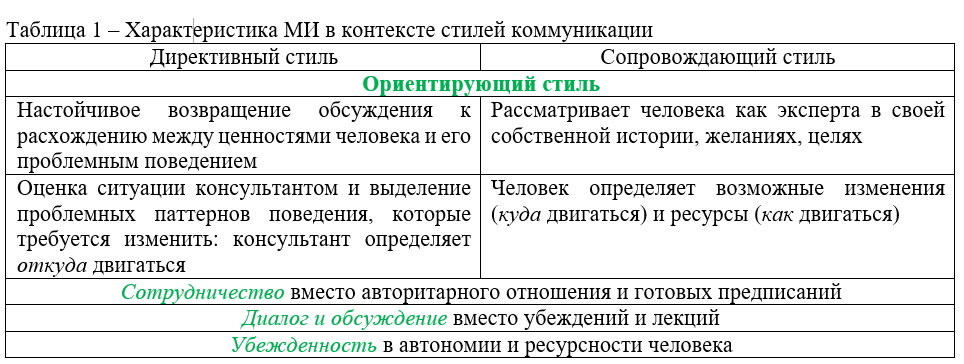 Таблица 1 – Характеристика МИ в контексте стилей коммуникации
Директивный стиль
Сопровождающий стиль
Ориентирующий стиль
Настойчивое возвращение обсуждения к
расхождению между ценностями человека и его
проблемным поведением
Рассматривает человека как эксперта в своей
собственной истории, желаниях, целях
Оценка ситуации консультантом и выделение
проблемных паттернов поведения, которые
требуется изменить: консультант определяет
откуда двигаться
Человек определяет возможные изменения
(куда двигаться) и ресурсы (как двигаться)
Сотрудничество вместо авторитарного отношения и готовых предписаний
Диалог и обсуждение вместо убеждений и лекций
Убежденность в автономии и ресурсности человека